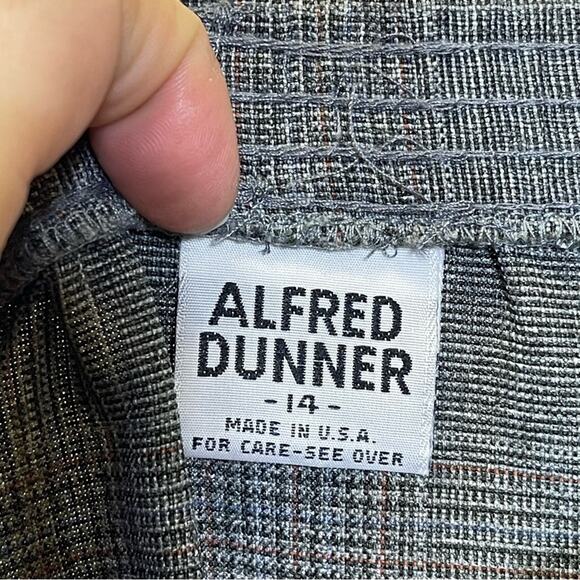 ALFRED
DUNNER
-14-
MADE IN U.S.A.
FOR CARE-SEE OVER